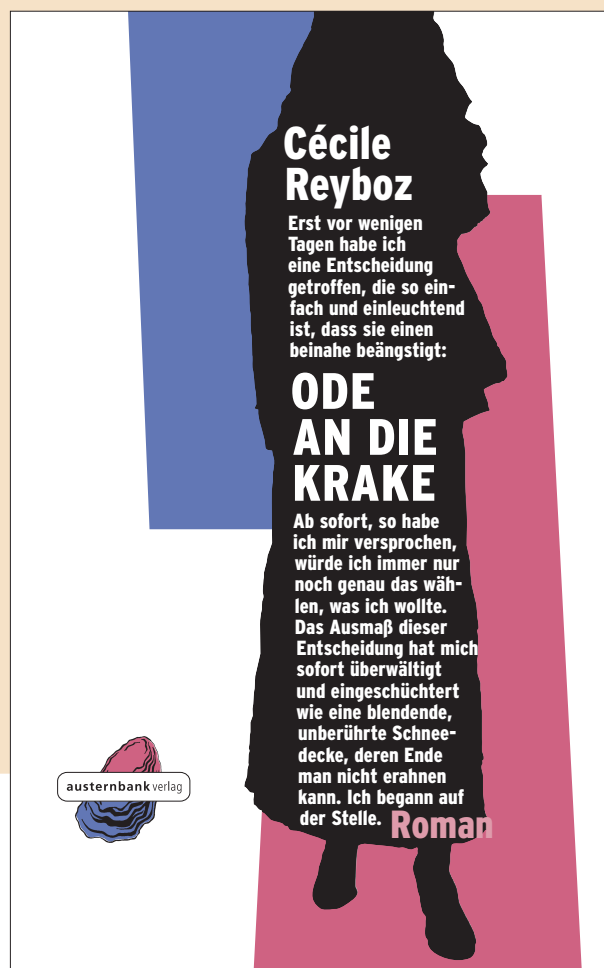 Cécile
Reyboz
Erst vor wenigen
Tagen habe ich
eine Entscheidung
getroffen, die so ein-
fach und einleuchtend
ist, dass sie einen
beinahe beängstigt:
ODE
AN DIE
KRAKE
Ab sofort, so habe
ich mir versprochen,
würde ich immer nur
noch genau das wäh-
len, was ich wollte.
Das Ausmaß dieser
Entscheidung hat mich
sofort überwältigt
und eingeschüchtert
wie eine blendende,
unberührte Schnee-
decke, deren Ende
man nicht erahnen
kann. Ich begann auf
der Stelle. Roman
austernbank verlag